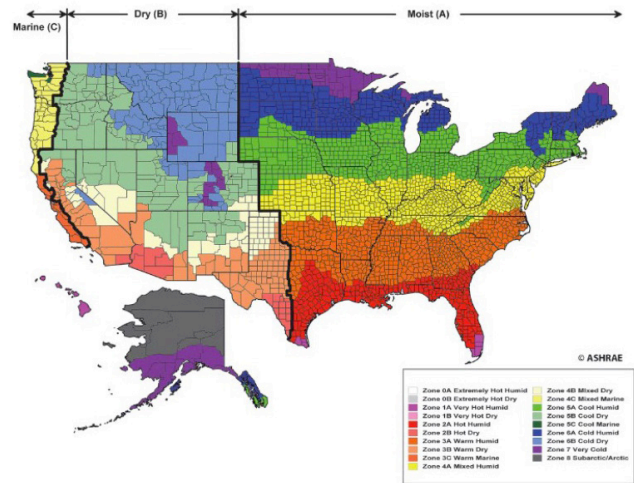 Marine (C)
Dry (B)
Moist (A)
© ASHRAE
Zone 0A Extremely Hot Humid
Zone 0B Extremely Hot Dry
Zone 1A Very Hot Humid
Zone 1B Very Hot Dry
Zone 2A Hot Humid
Zone 2B Hot Dry
Zone 3A Warm Humid
Zone 3B Warm Dry
Zone 3C Warm Marine
Zone 4A Mixed Humid
Zone 4B Mixed Dry
Zone 4C Mixed Marine
Zone 5A Cool Humid
Zone 5B Cool Dry
Zone 5C Cool Marine
Zone 6A Cold Humid
Zone 6B Cold Dry
Zone 7 Very Cold
Zone 8 Subarctic/Arctic